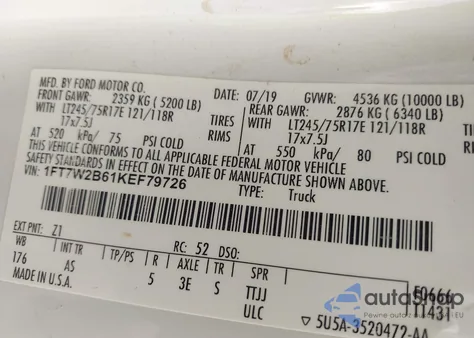 MFD. BY FORD MOTOR CO.
DATE: 07/19 GVWR: 4536 KG (10000 LB)
FRONT GAWR: 2359 KG (5200 LB) REAR GAWR: 2876 KG (6340 LB)
WITH LT245/75R17E 121/118R TIRES WITH LT245/75R17E 121/118R
17x7.5J RIMS 17x7.5J
AT 520 kPa/ 75 PSI COLD AT 550 kPa/ 80 PSI COLD
THIS VEHICLE CONFORMS TO ALL APPLICABLE FEDERAL MOTOR VEHICLE
SAFETY STANDARDS IN EFFECT ON THE DATE OF MANUFACTURE SHOWN ABOVE.
VIN: 1FT7W2B61KEF79726
TYPE: Truck
EXT PNT: Z1 RC: 52 DSO:
WB INT TR TP/PS R AXLE TR SPR
176 AS 5 3E S TTJJ
MADE IN U.S.A. ULC
F0666
11431
▽ 5U5A-3520472-AA
autoShop